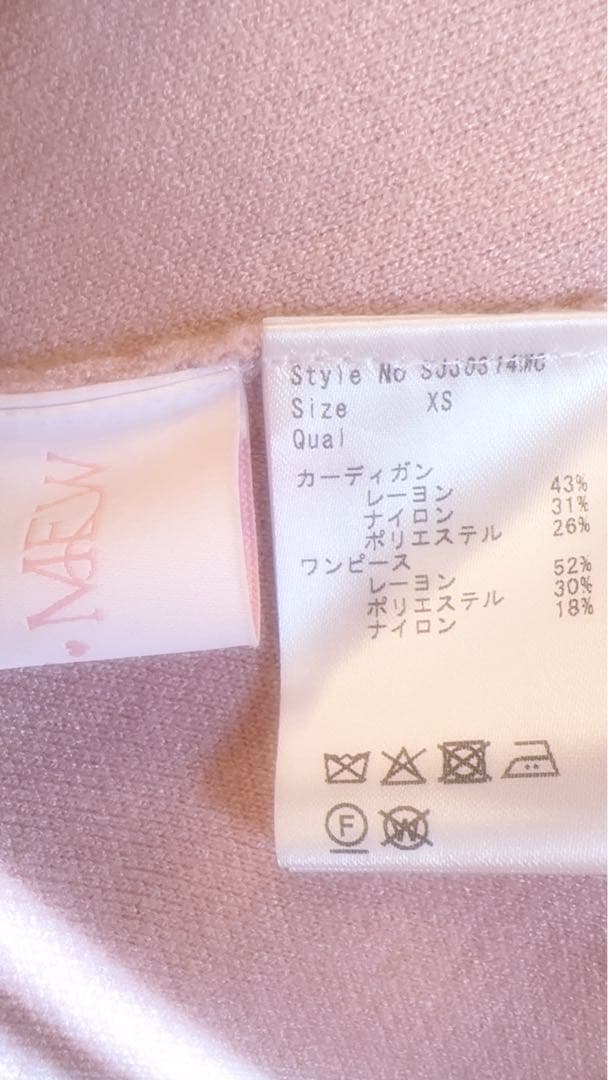 Style No
Size XS
Qual
カーディガン
レーヨン 43%
ナイロン 31%
ポリエステル 26%
ワンピース
レーヨン 52%
ポリエステル 30%
ナイロン 18%
F
W
MEW